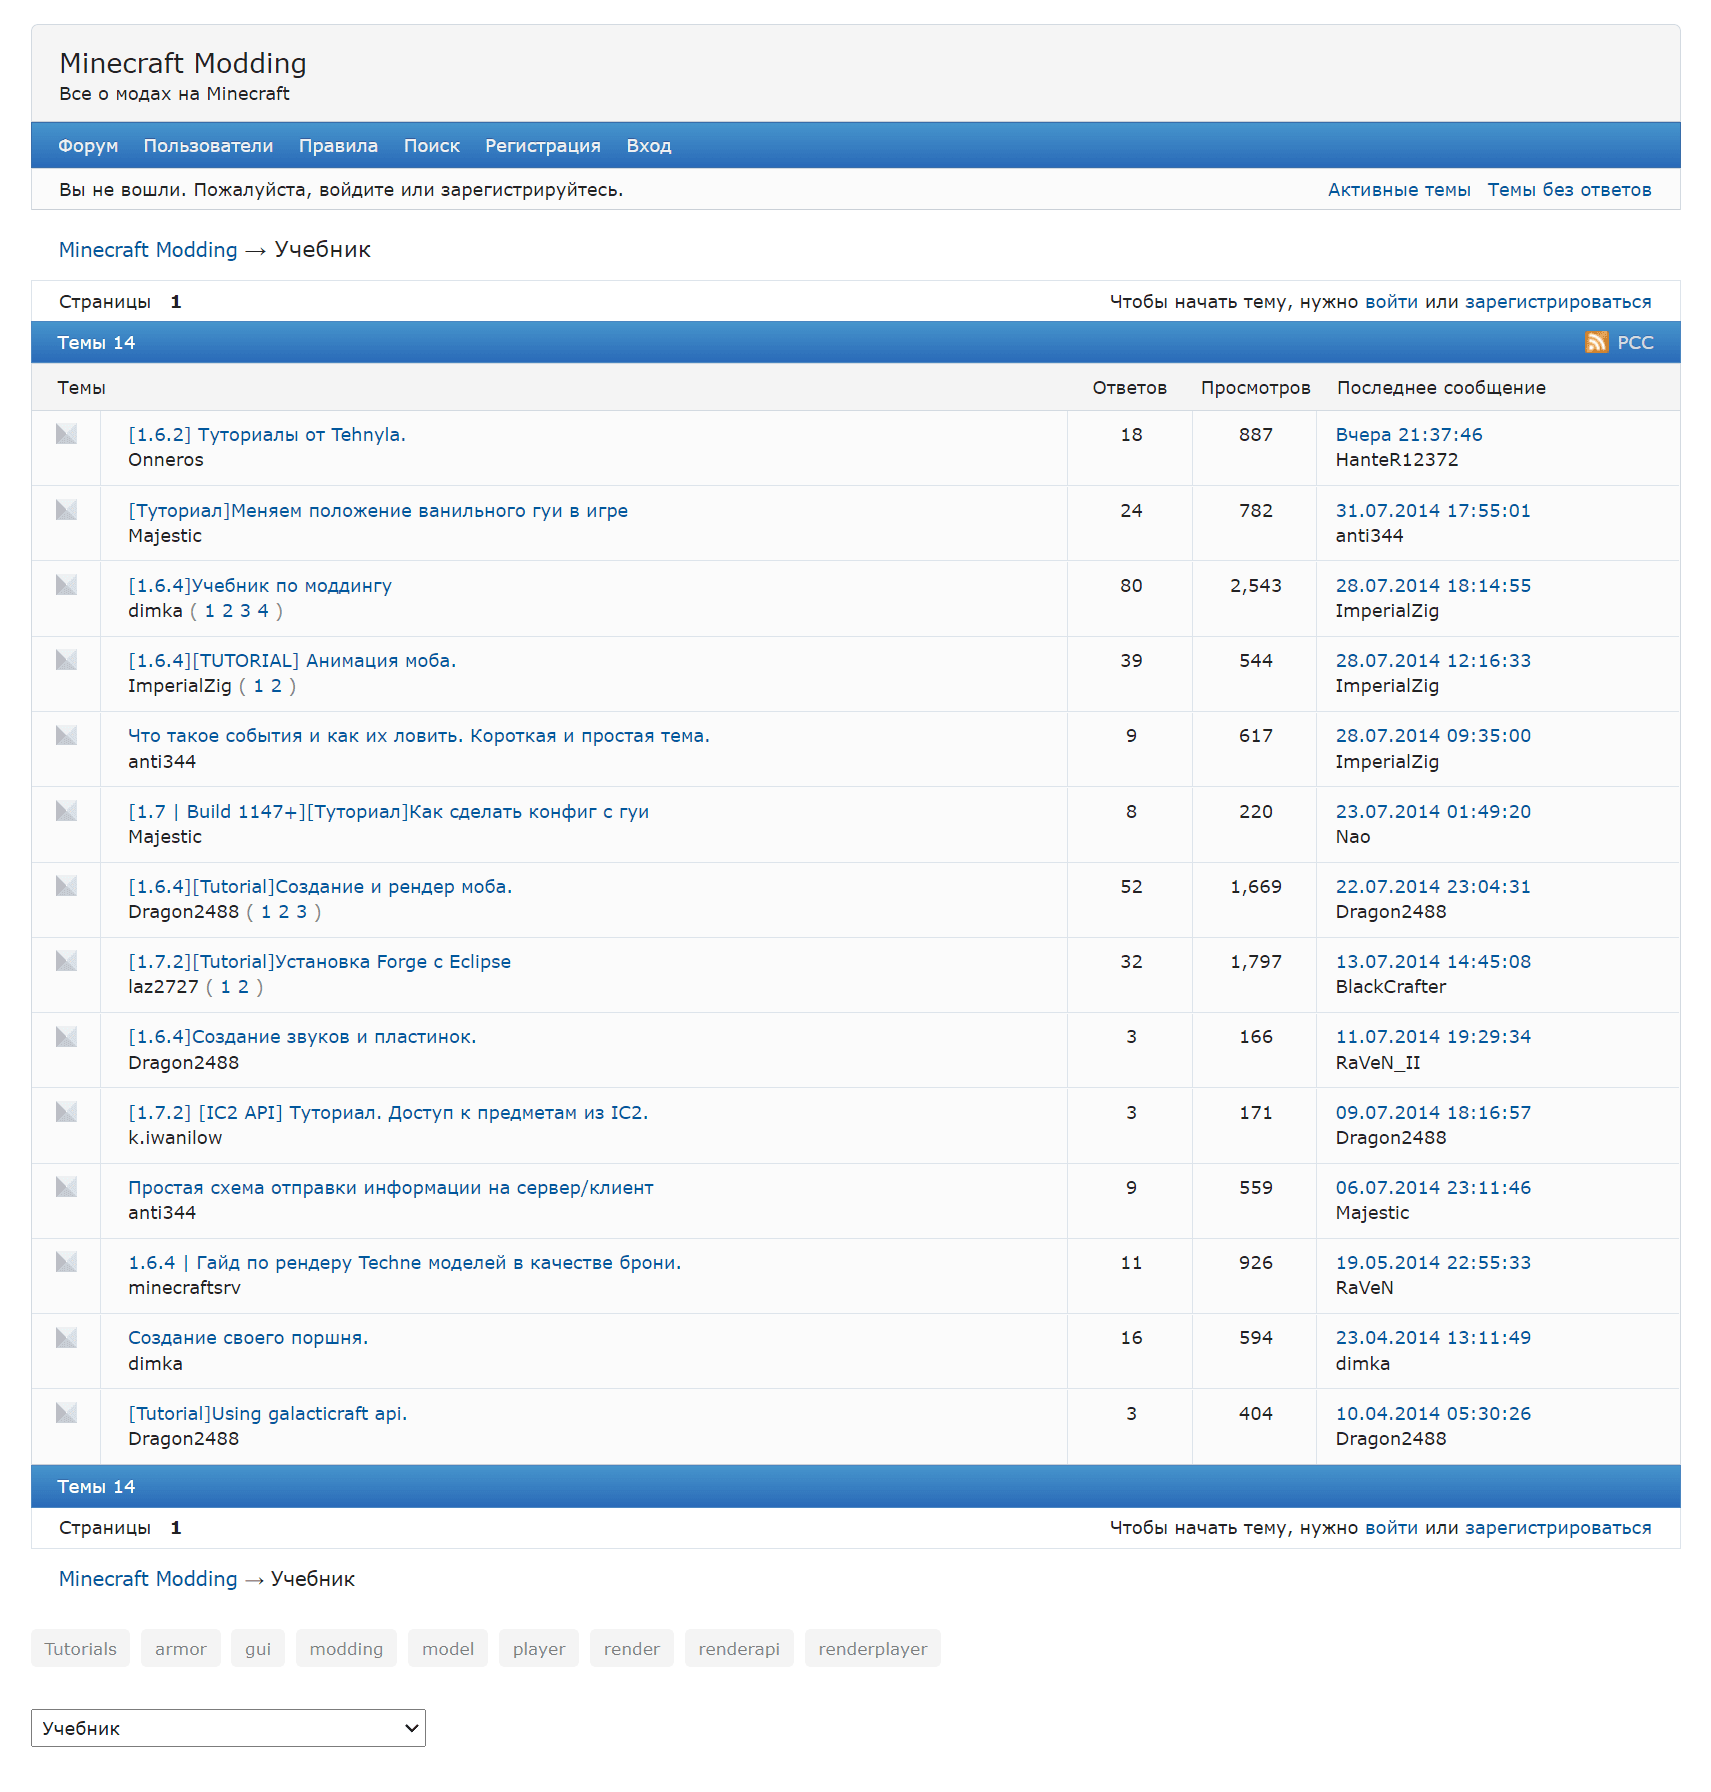 Minecraft Modding
Все о модах на Minecraft
Форум Пользователи Правила Поиск Регистрация Вход
Вы не вошли. Пожалуйста, войдите или зарегистрируйтесь. Активные темы Темы без ответов
Minecraft Modding → Учебник
Страницы 1 Чтобы начать тему, нужно войти или зарегистрироваться
Темы 14 РСС
Темы Ответов Просмотров Последнее сообщение
[1.6.2] Туториалы от Tehnyla. 18 887 Вчера 21:37:46
Onneros HanteR12372
[Туториал]Меняем положение ванильного гуи в игре 24 782 31.07.2014 17:55:01
Majestic anti344
[1.6.4]Учебник по моддингу 80 2,543 28.07.2014 18:14:55
dimka ( 1 2 3 4 ) ImperialZig
[1.6.4][TUTORIAL] Анимация моба. 39 544 28.07.2014 12:16:33
ImperialZig ( 1 2 ) ImperialZig
Что такое события и как их ловить. Короткая и простая тема. 9 617 28.07.2014 09:35:00
anti344 ImperialZig
[1.7 | Build 1147+][Туториал]Как сделать конфиг с гуи 8 220 23.07.2014 01:49:20
Majestic Nao
[1.6.4][Tutorial]Создание и рендер моба. 52 1,669 22.07.2014 23:04:31
Dragon2488 ( 1 2 3 ) Dragon2488
[1.7.2][Tutorial]Установка Forge с Eclipse 32 1,797 13.07.2014 14:45:08
laz2727 ( 1 2 ) BlackCrafter
[1.6.4]Создание звуков и пластинок. 3 166 11.07.2014 19:29:34
Dragon2488 RaVeN_II
[1.7.2] [IC2 API] Туториал. Доступ к предметам из IC2. 3 171 09.07.2014 18:16:57
k.iwanilow Dragon2488
Простая схема отправки информации на сервер/клиент 9 559 06.07.2014 23:11:46
anti344 Majestic
1.6.4 | Гайд по рендеру Techne моделей в качестве брони. 11 926 19.05.2014 22:55:33
minecraftsrv RaVeN
Создание своего поршня. 16 594 23.04.2014 13:11:49
dimka dimka
[Tutorial]Using galacticraft api. 3 404 10.04.2014 05:30:26
Dragon2488 Dragon2488
Темы 14
Страницы 1 Чтобы начать тему, нужно войти или зарегистрироваться
Minecraft Modding → Учебник
Tutorials armor gui modding model player render renderapi renderplayer
Учебник